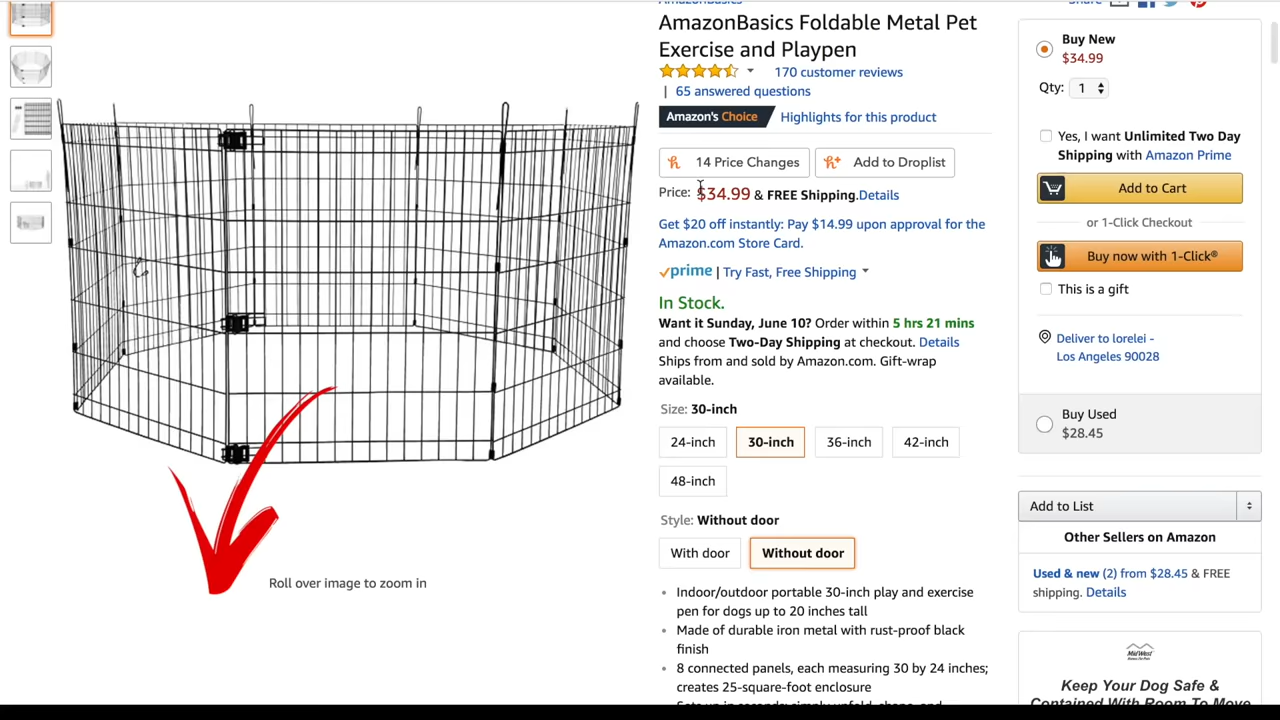 AmazonBasics Foldable Metal Pet
Exercise and Playpen
170 customer reviews
| 65 answered questions
Amazon's Choice Highlights for this product
14 Price Changes
Add to Droplist
Price: $34.99 & FREE Shipping.Details
Get $20 off instantly: Pay $14.99 upon approval for the
Amazon.com Store Card.
prime | Try Fast, Free Shipping
In Stock.
Want it Sunday, June 10? Order within 5 hrs 21 mins
and choose Two-Day Shipping at checkout. Details
Ships from and sold by Amazon.com. Gift-wrap
available.
Size: 30-inch
24-inch
30-inch
36-inch
42-inch
48-inch
Style: Without door
With door
Without door
Indoor/outdoor portable 30-inch play and exercise
pen for dogs up to 20 inches tall
Made of durable iron metal with rust-proof black
finish
8 connected panels, each measuring 30 by 24 inches;
creates 25-square-foot enclosure
Roll over image to zoom in
Buy New
$34.99
Qty: 1
Yes, I want Unlimited Two Day
Shipping with Amazon Prime
Add to Cart
or 1-Click Checkout
Buy now with 1-Click®
This is a gift
Deliver to lorelei -
Los Angeles 90028
Buy Used
$28.45
Add to List
Other Sellers on Amazon
Used & new (2) from $28.45 & FREE
shipping. Details
MidWest
Keep Your Dog Safe &
Contained With Room To Move